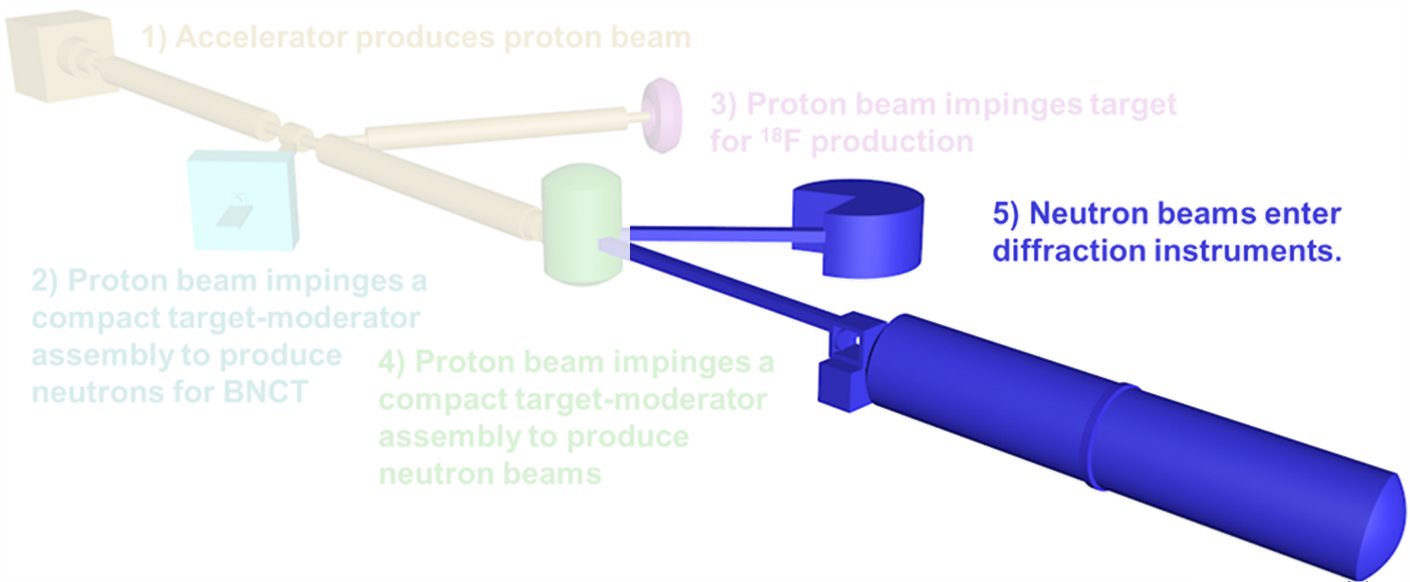 1) Accelerator produces proton beam
3) Proton beam impinges target
for ¹⁸F production
5) Neutron beams enter
diffraction instruments.
2) Proton beam impinges a
compact target-moderator
assembly to produce
neutrons for BNCT
4) Proton beam impinges a
compact target-moderator
assembly to produce
neutron beams